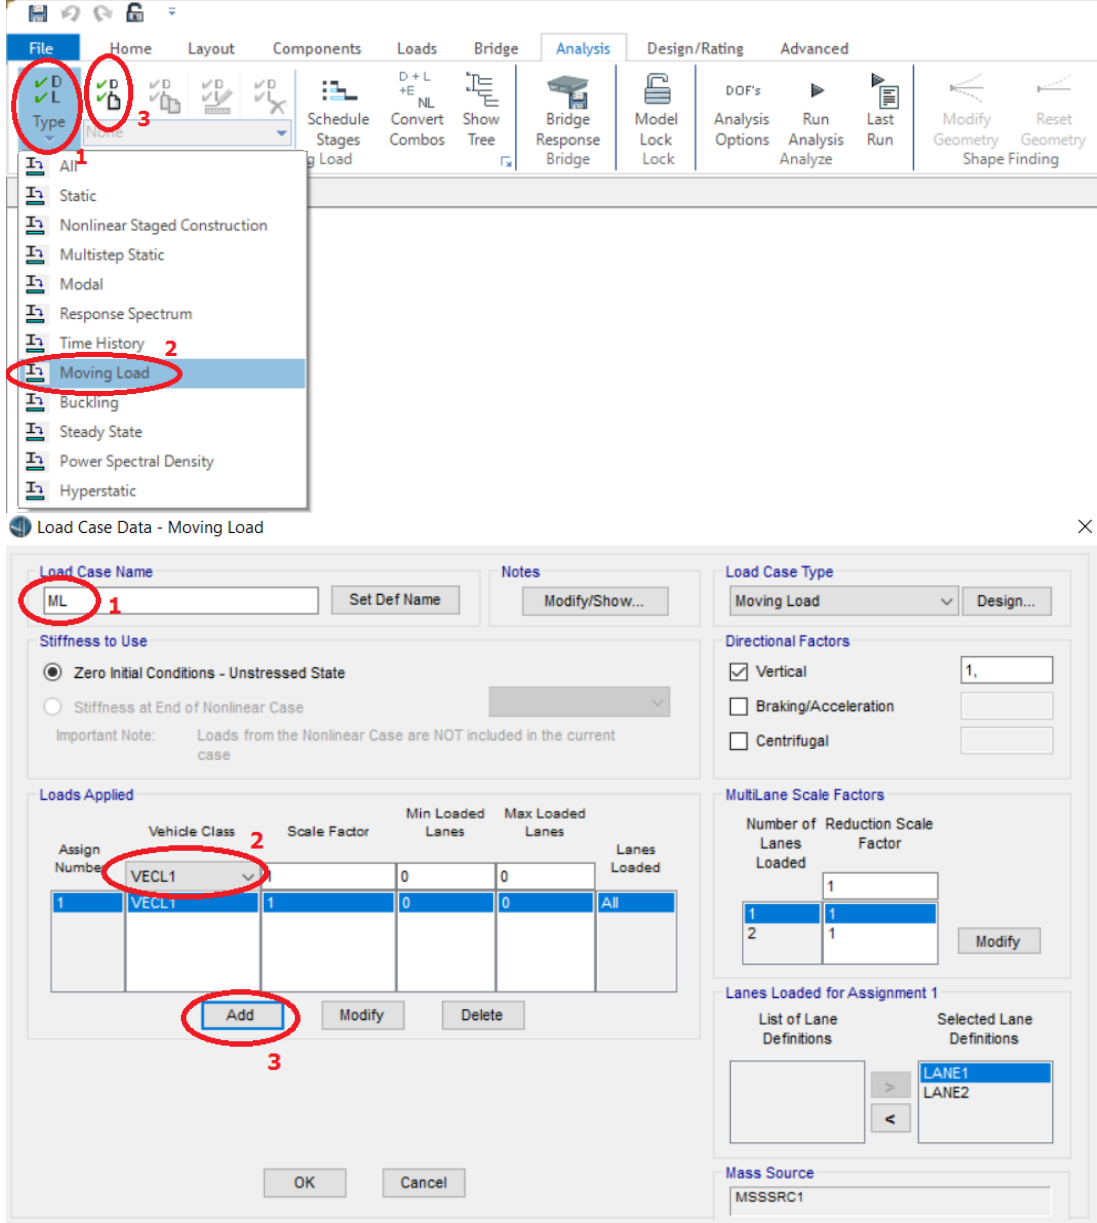 File Home Layout Components Loads Bridge Analysis Design/Rating Advanced
D
L
Type
1
D
3
D
D
D
L
None
Schedule
Stages
g Load
D + L
+E
NL
Convert
Combos
Show
Tree
Bridge
Response
Bridge
Model
Lock
Lock
DOF's
Analysis
Options
Run
Analysis
Analyze
Last
Run
Modify
Geometry
Reset
Geometry
Shape Finding
All
Static
Nonlinear Staged Construction
Multistep Static
Modal
Response Spectrum
Time History
2
Moving Load
Buckling
Steady State
Power Spectral Density
Hyperstatic
Load Case Data - Moving Load
Load Case Name
ML
1
Set Def Name
Notes
Modify/Show...
Load Case Type
Moving Load
Design...
Stiffness to Use
Zero Initial Conditions - Unstressed State
Stiffness at End of Nonlinear Case
Important Note: Loads from the Nonlinear Case are NOT included in the current
case
Directional Factors
Vertical 1,
Braking/Acceleration
Centrifugal
Loads Applied
Assign
Number
Vehicle Class
2
Scale Factor
Min Loaded
Lanes
Max Loaded
Lanes
Lanes
Loaded
VECL1 1 0 0
1 VECL1 1 0 0 All
Add Modify Delete
3
MultiLane Scale Factors
Number of
Lanes
Loaded
Reduction Scale
Factor
1
1 1
2 1
Modify
Lanes Loaded for Assignment 1
List of Lane
Definitions
Selected Lane
Definitions
LANE1
LANE2
>
<
OK Cancel
Mass Source
MSSSRC1